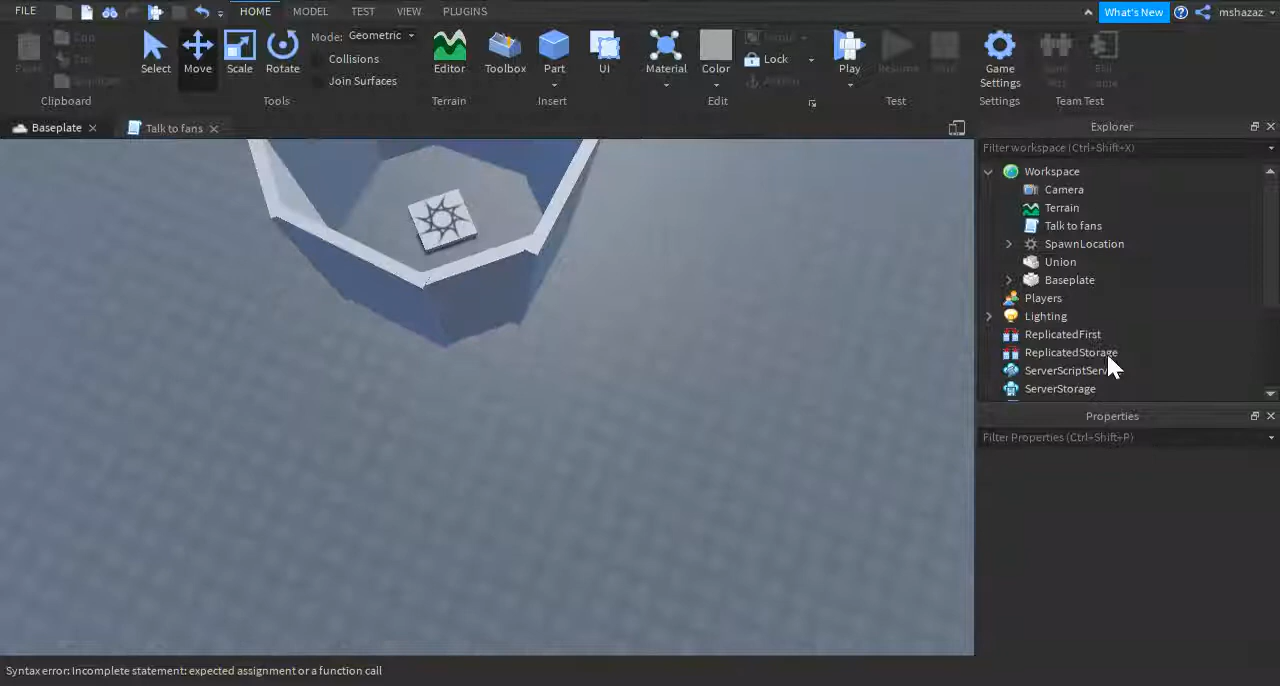 FILE HOME MODEL TEST VIEW PLUGINS What's New mshazaz
Mode: Geometric
Collisions
Join Surfaces
Select Move Scale Rotate Editor Toolbox Part UI Material Color Lock Play Game Settings
Clipboard Tools Terrain Insert Edit Test Settings Team Test
Baseplate Talk to fans Explorer
Filter workspace (Ctrl+Shift+X)
Workspace
Camera
Terrain
Talk to fans
SpawnLocation
Union
Baseplate
Players
Lighting
ReplicatedFirst
ReplicatedStorage
ServerScriptServ
ServerStorage
Properties
Filter Properties (Ctrl+Shift+P)
Syntax error: Incomplete statement: expected assignment or a function call